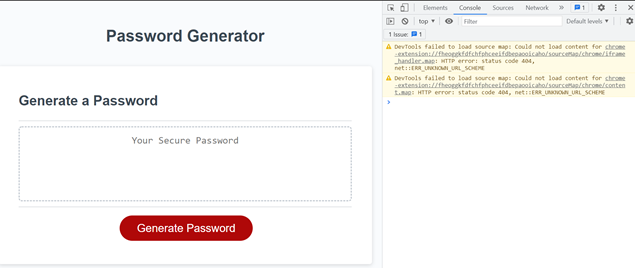 Password Generator
Generate a Password
Your Secure Password
Generate Password
Elements Console Sources Network » 1
top ▼ Filter Default levels ▼
1 Issue: 1
DevTools failed to load source map: Could not load content for chrome
-extension://fheoggkfdfchfphceeifdbepaooicaho/sourceMap/chrome/iframe
_handler.map: HTTP error: status code 404,
net::ERR_UNKNOWN_URL_SCHEME
DevTools failed to load source map: Could not load content for chrome
-extension://fheoggkfdfchfphceeifdbepaooicaho/sourceMap/chrome/conten
t.map: HTTP error: status code 404, net::ERR_UNKNOWN_URL_SCHEME
>